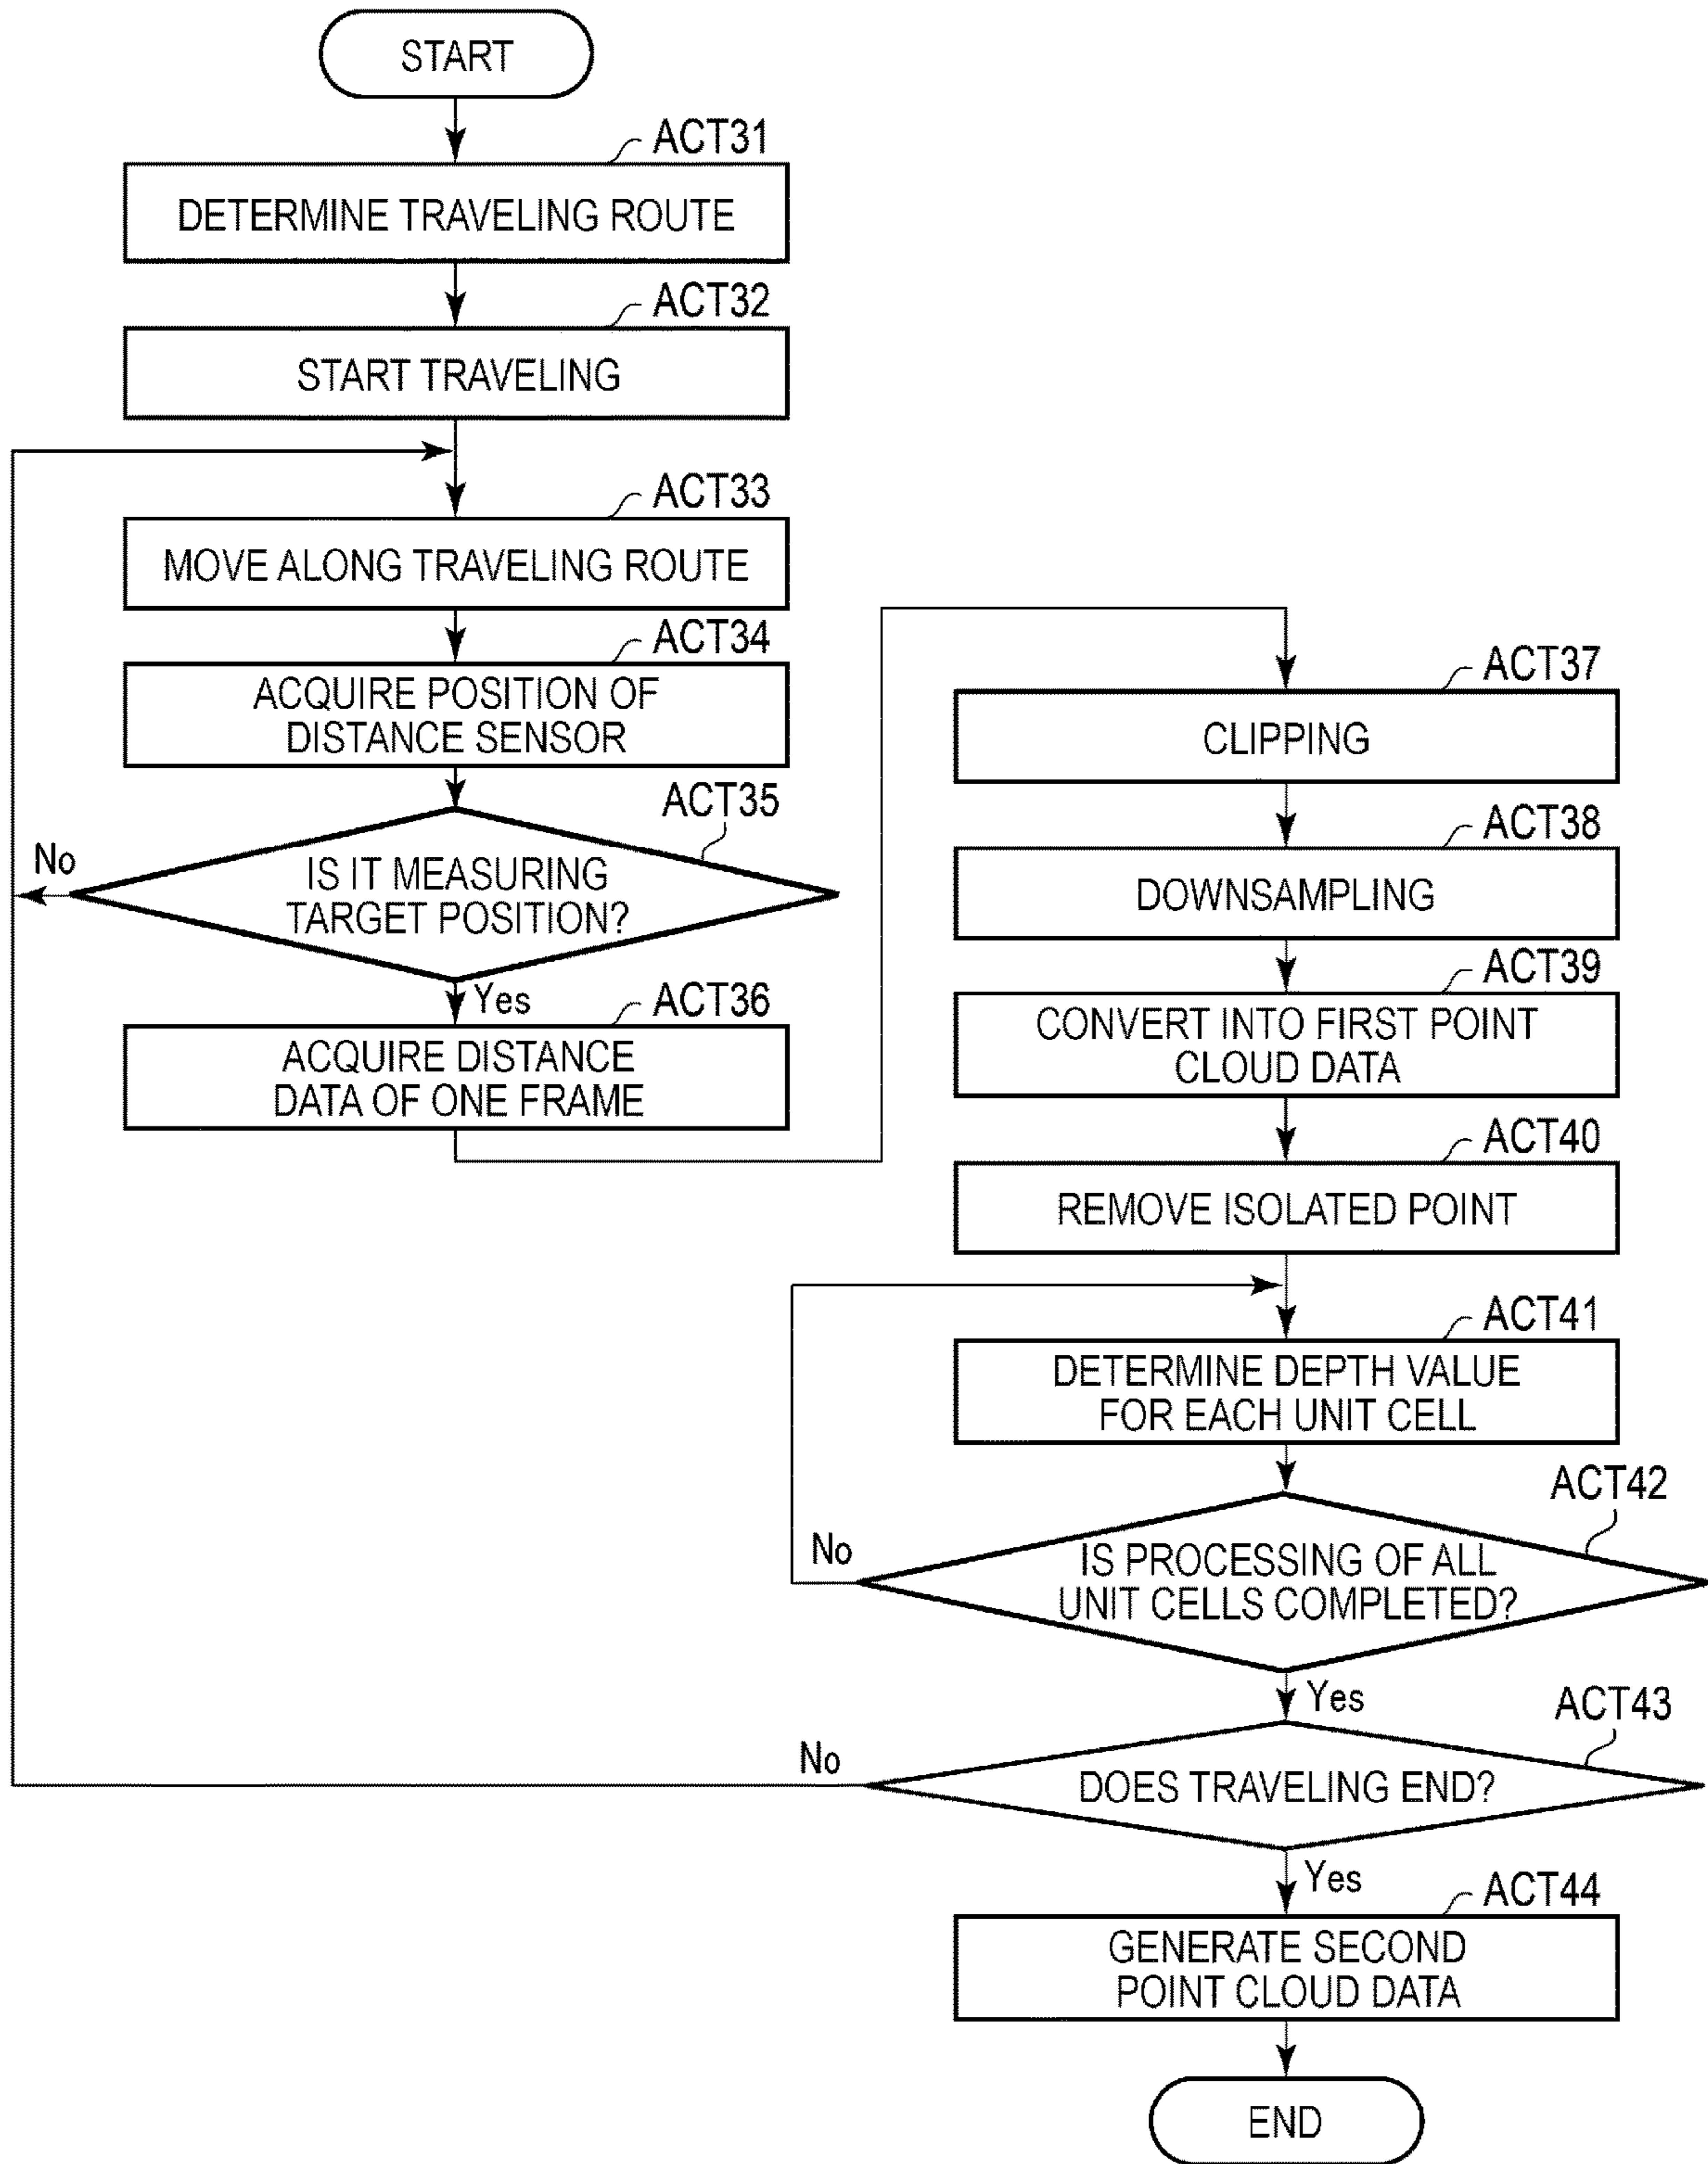 START
ACT31
DETERMINE TRAVELING ROUTE
ACT32
START TRAVELING
ACT33
MOVE ALONG TRAVELING ROUTE
ACT34
ACQUIRE POSITION OF
DISTANCE SENSOR
ACT35
No
IS IT MEASURING
TARGET POSITION?
Yes
ACT36
ACQUIRE DISTANCE
DATA OF ONE FRAME
ACT37
CLIPPING
ACT38
DOWNSAMPLING
ACT39
CONVERT INTO FIRST POINT
CLOUD DATA
ACT40
REMOVE ISOLATED POINT
ACT41
DETERMINE DEPTH VALUE
FOR EACH UNIT CELL
ACT42
No
IS PROCESSING OF ALL
UNIT CELLS COMPLETED?
Yes
ACT43
No
DOES TRAVELING END?
Yes
ACT44
GENERATE SECOND
POINT CLOUD DATA
END